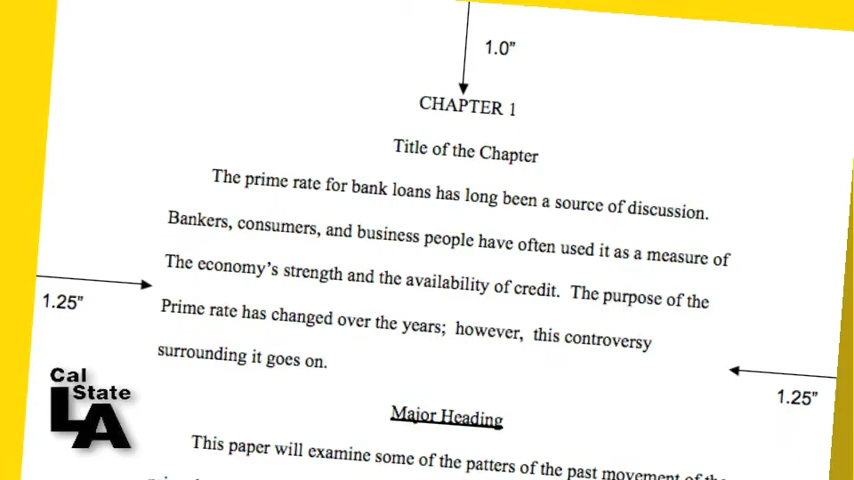 1.0"
CHAPTER 1
Title of the Chapter
The prime rate for bank loans has long been a source of discussion.
Bankers, consumers, and business people have often used it as a measure of
The economy's strength and the availability of credit. The purpose of the
1.25"
Prime rate has changed over the years; however, this controversy
surrounding it goes on.
1.25"
Cal
State
LA
Major Heading
This paper will examine some of the patters of the past movement of the